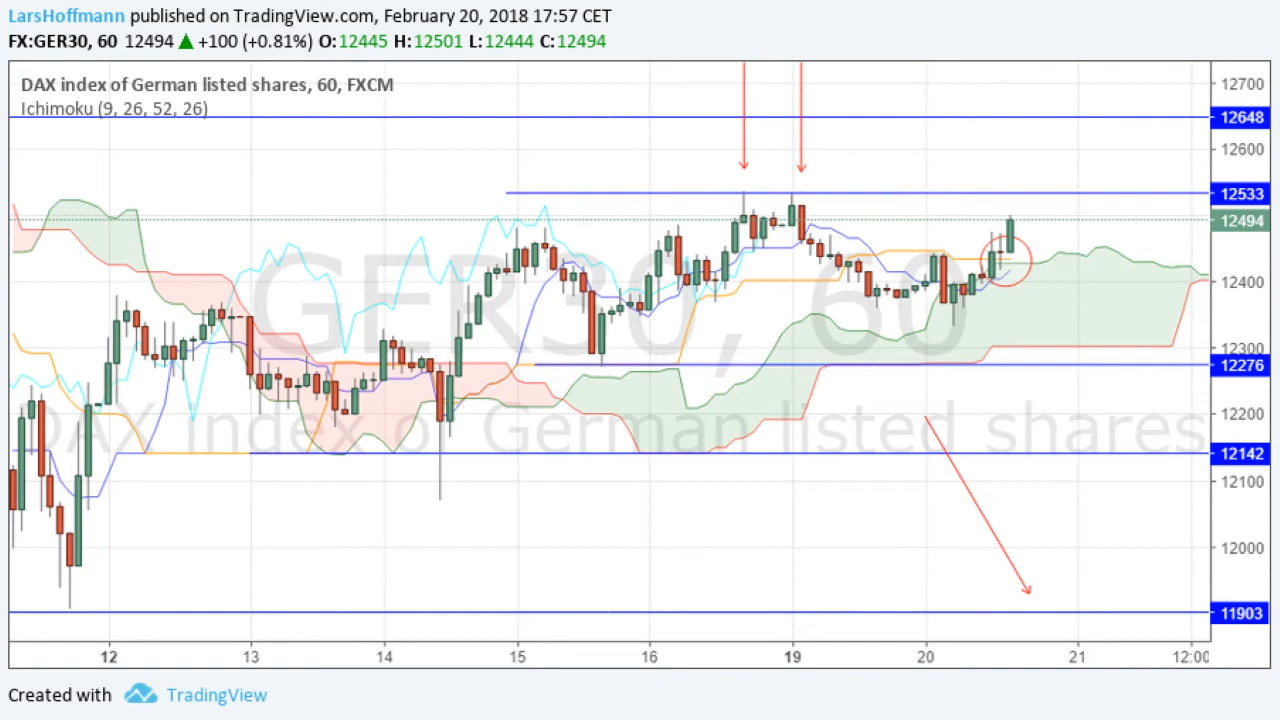 LarsHoffmann published on TradingView.com, February 20, 2018 17:57 CET
FX:GER30, 60 12494 ▲ +100 (+0.81%) O:12445 H:12501 L:12444 C:12494
DAX index of German listed shares, 60, FXCM
Ichimoku (9, 26, 52, 26)
GER30, 60
DAX index of German listed shares
12700
12648
12600
12533
12494
12400
12300
12276
12200
12142
12100
12000
11903
12 13 14 15 16 19 20 21 12:00
Created with TradingView